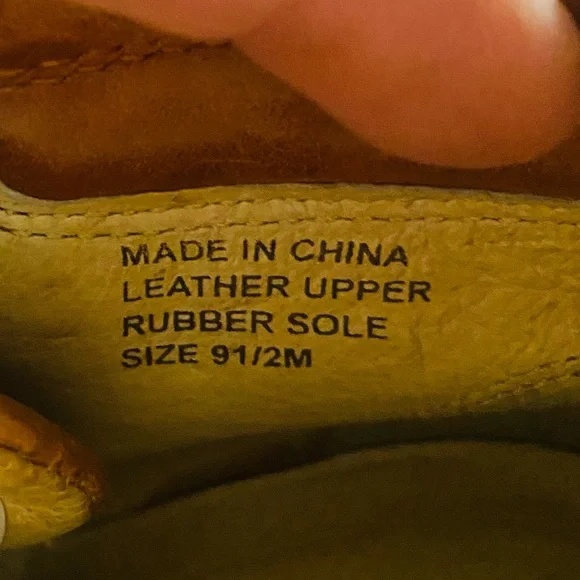 MADE IN CHINA
LEATHER UPPER
RUBBER SOLE
SIZE 91/2M